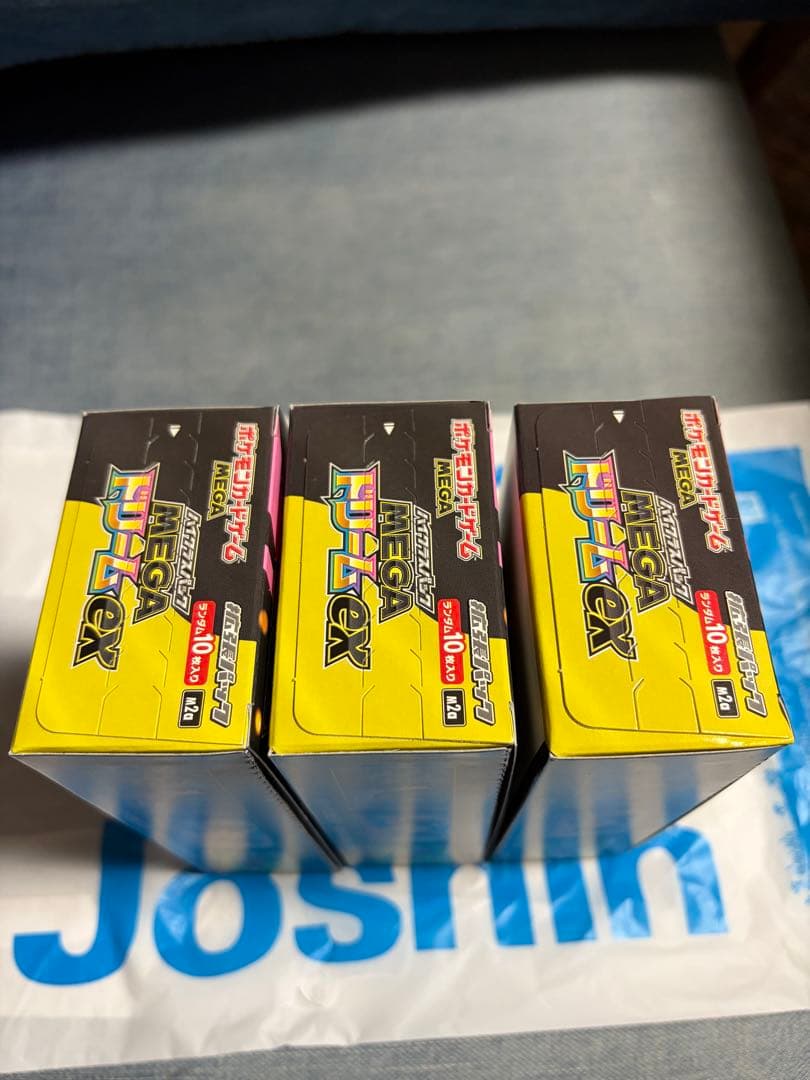 ポケモンカードゲーム
MEGA
拡張パック
ハイクラスパック
MEGA
ドリームex
ランダム10枚入り
M2a
ポケモンカードゲーム
MEGA
拡張パック
ハイクラスパック
MEGA
ドリームex
ランダム10枚入り
M2a
ポケモンカードゲーム
MEGA
拡張パック
ハイクラスパック
MEGA
ドリームex
ランダム10枚入り
M2a
Joshin